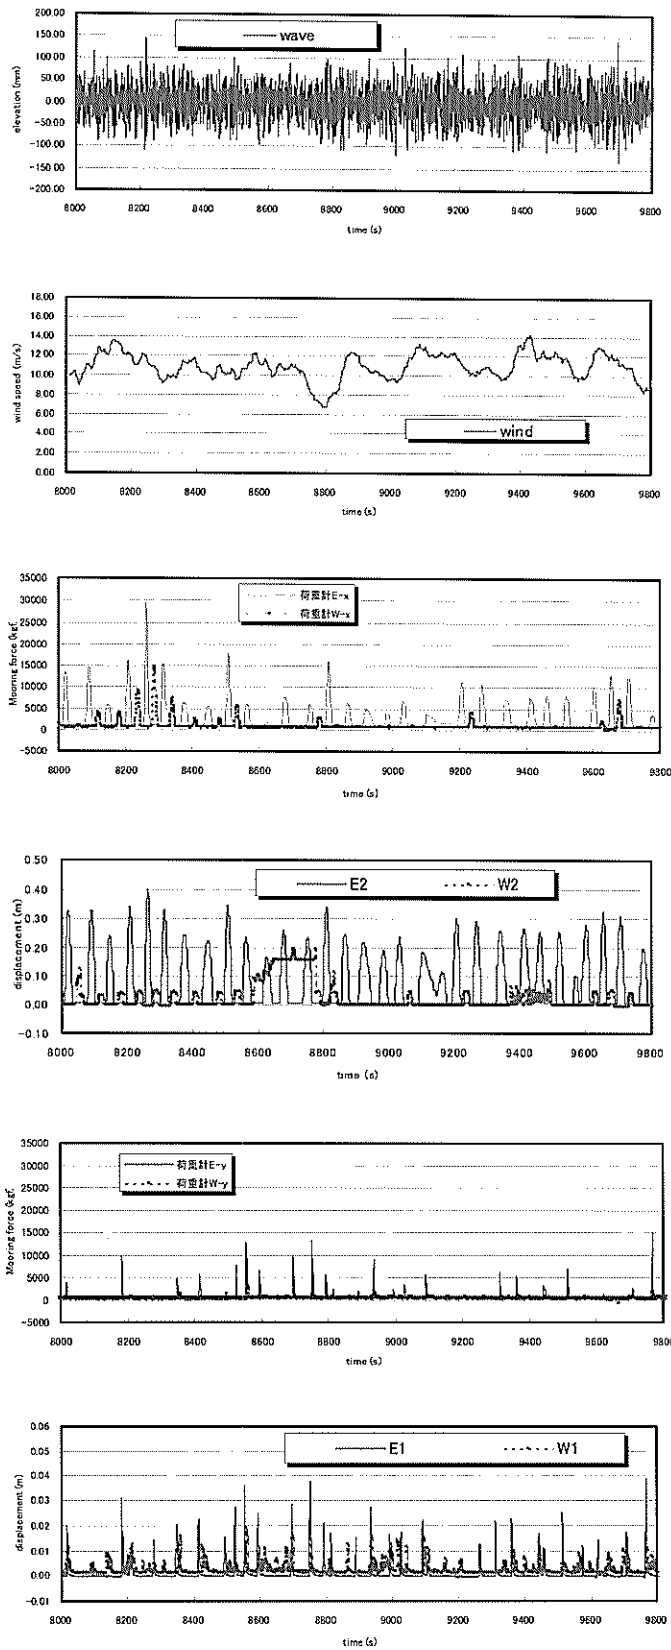 200.00
150.00
100.00
50.00
0.00
-50.00
-100.00
-150.00
-200.00
elevation (mm)
wave
8000 8200 8400 8600 8800 9000 9200 9400 9600 9800
time (s)
18.00
16.00
14.00
12.00
10.00
8.00
6.00
4.00
2.00
0.00
wind speed (m/s)
wind
8000 8200 8400 8600 8800 9000 9200 9400 9600 9800
time (s)
35000
30000
25000
20000
15000
10000
5000
0
-5000
Mooring force (kgf,
荷重計E-x
荷重計W-x
8000 8200 8400 8600 8800 9000 9200 9400 9600 9300
time (s)
0.50
0.40
0.30
0.20
0.10
0.00
-0.10
displacement (m)
E2 W2
8000 8200 8400 8600 8800 9000 9200 9400 9600 9800
time (s)
35000
30000
25000
20000
15000
10000
5000
0
-5000
Mooring force (kgf,
荷重計E-y
荷重計W-y
8000 8200 8400 8600 8800 9000 9200 9400 9600 9800
time (s)
0.06
0.05
0.04
0.03
0.02
0.01
0.00
-0.01
displacement (m)
E1 W1
8000 8200 8400 8600 8800 9000 9200 9400 9600 9800
time (s)